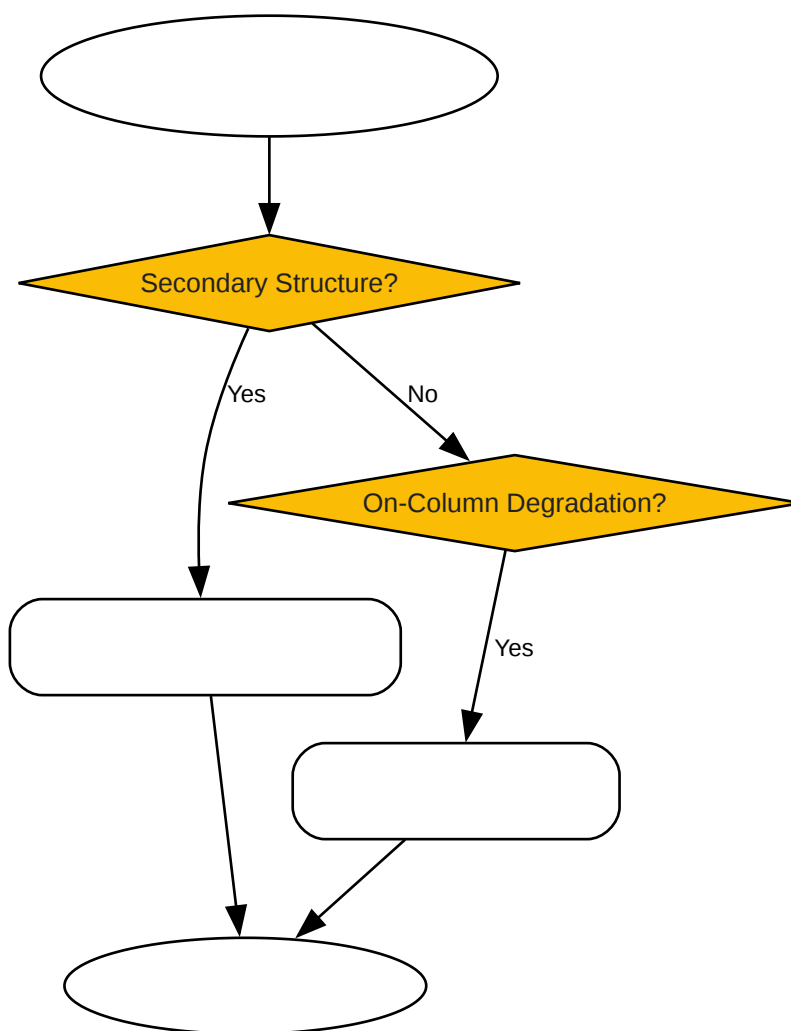 Secondary Structure?
Yes
No
On-Column Degradation?
Yes